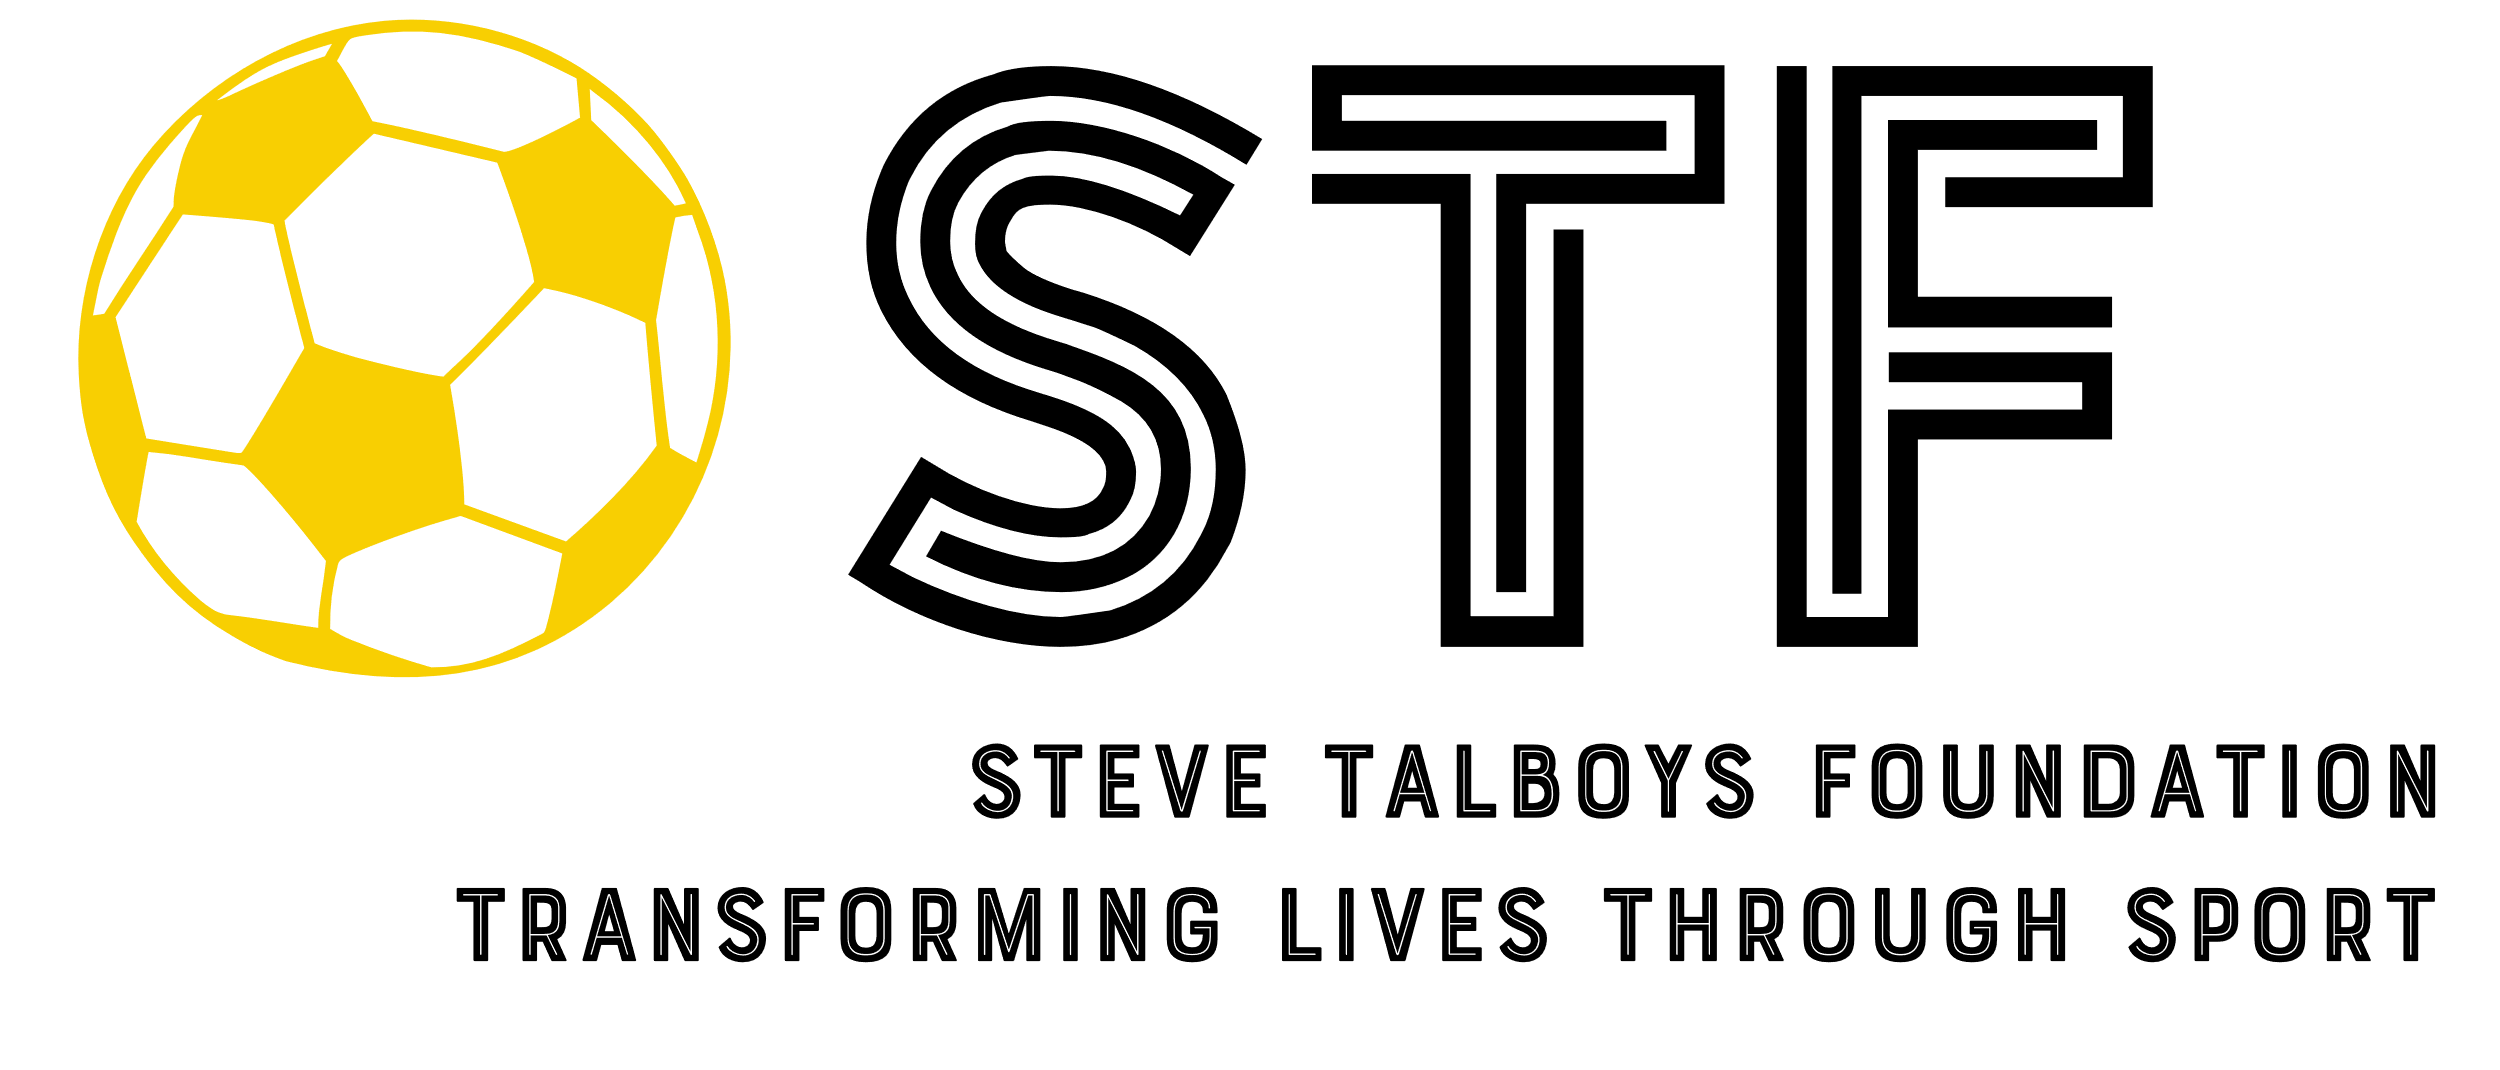 STF
STEVE TALBOYS FOUNDATION
TRANSFORMING LIVES THROUGH SPORT